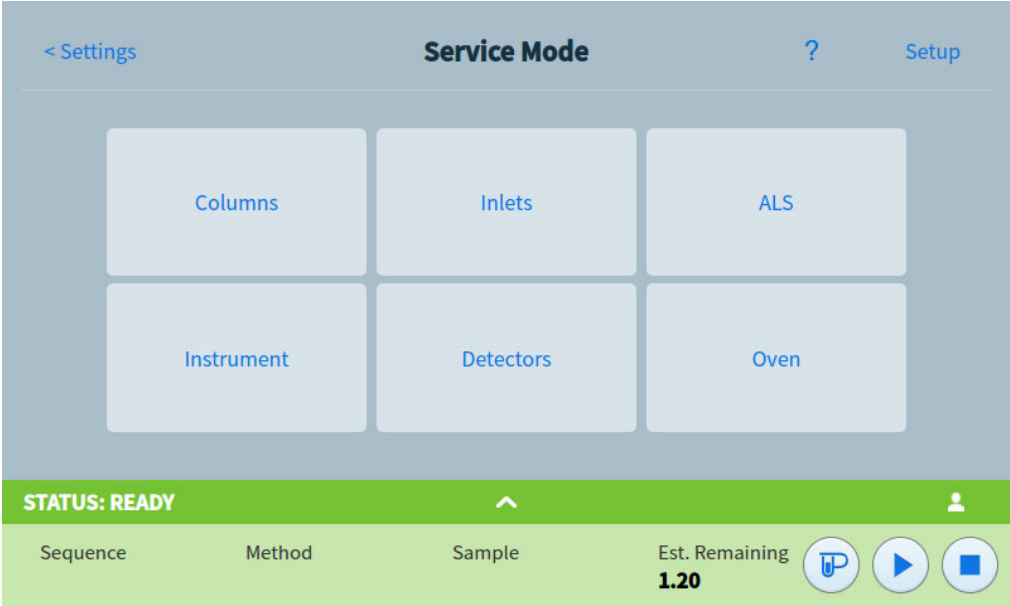 < Settings Service Mode ? Setup
Columns Inlets ALS
Instrument Detectors Oven
STATUS: READY
Sequence Method Sample Est. Remaining
1.20